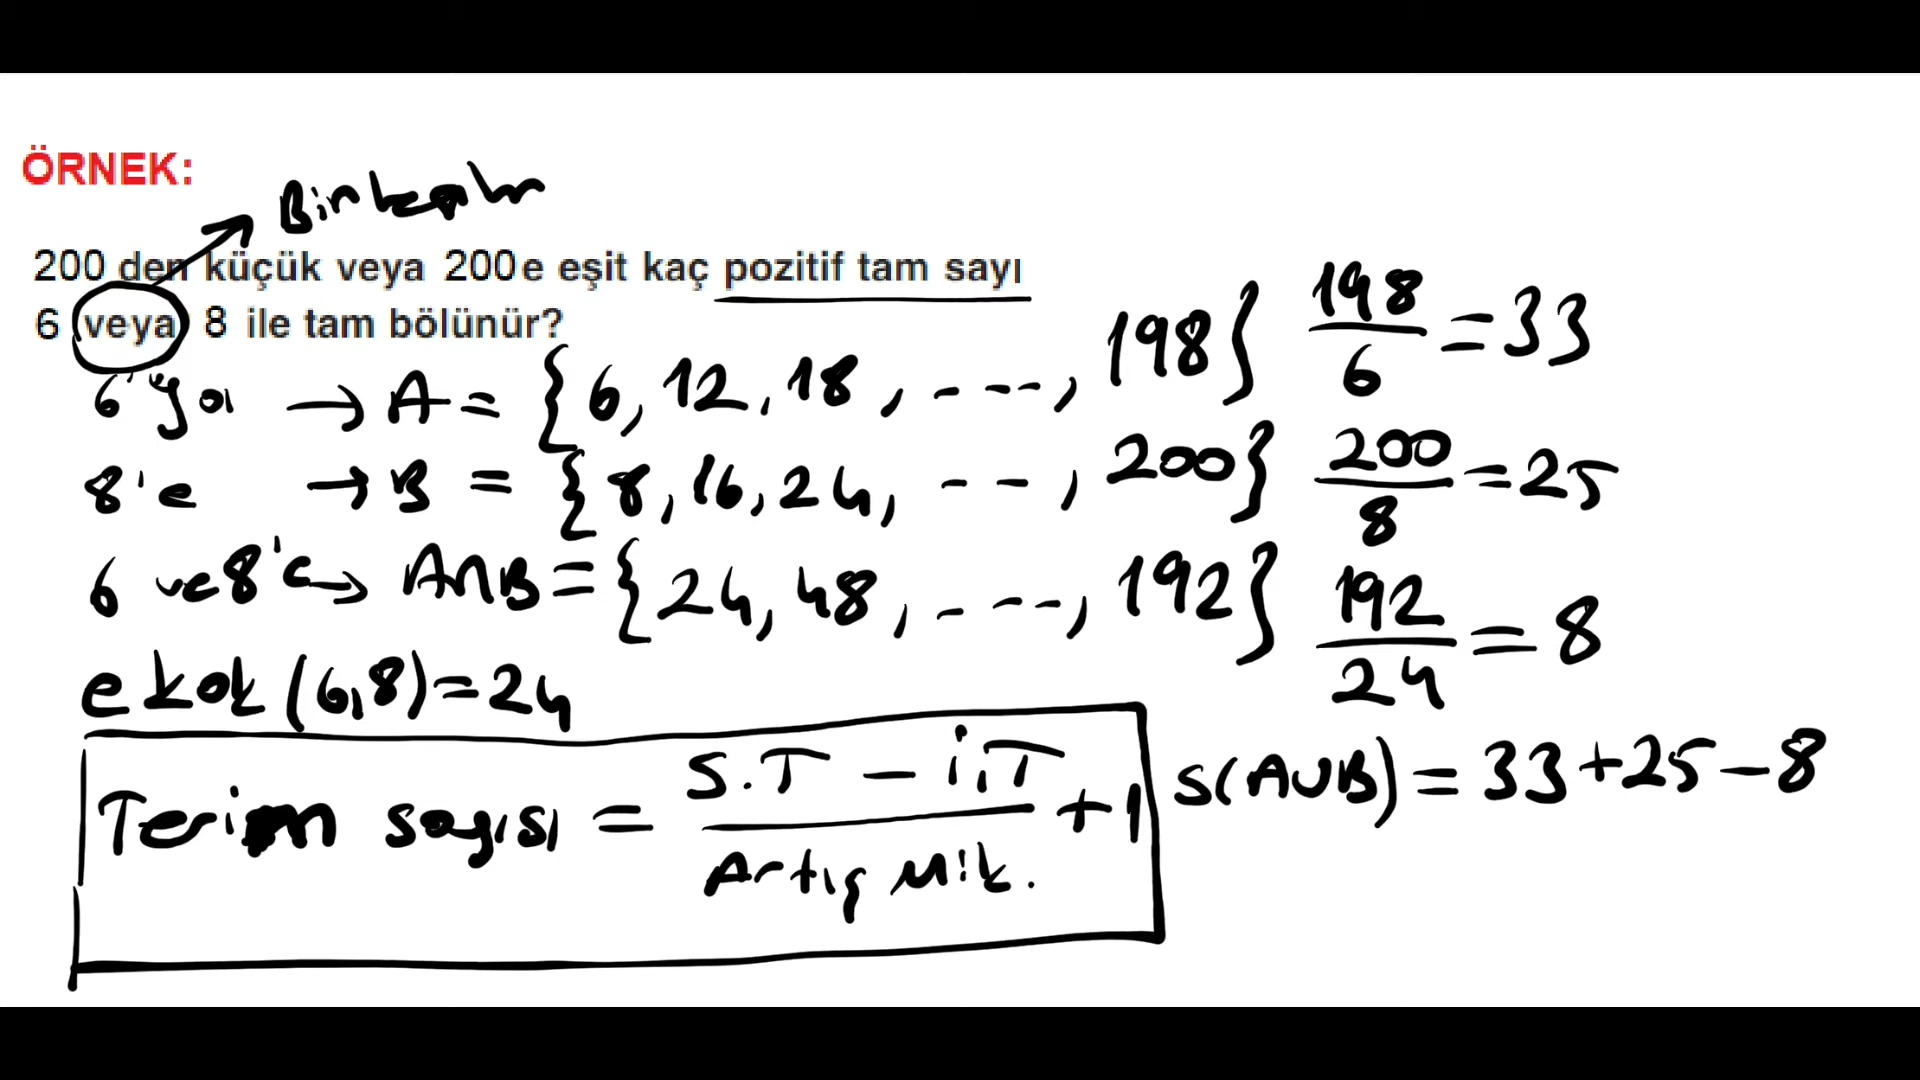 ÖRNEK:
Birleşim
200 den küçük veya 200 e eşit kaç pozitif tam sayı
6 veya 8 ile tam bölünür?
6'ya → A = {6, 12, 18, ----, 198} 198/6 = 33
8'e → B = {8, 16, 24, ---, 200} 200/8 = 25
6 ve 8'e → A∩B = {24, 48, ----, 192} 192/24 = 8
ekok (6,8) = 24
Terim sayısı = S.T - İ.T / Artış Mik. + 1
S(A∪B) = 33 + 25 - 8